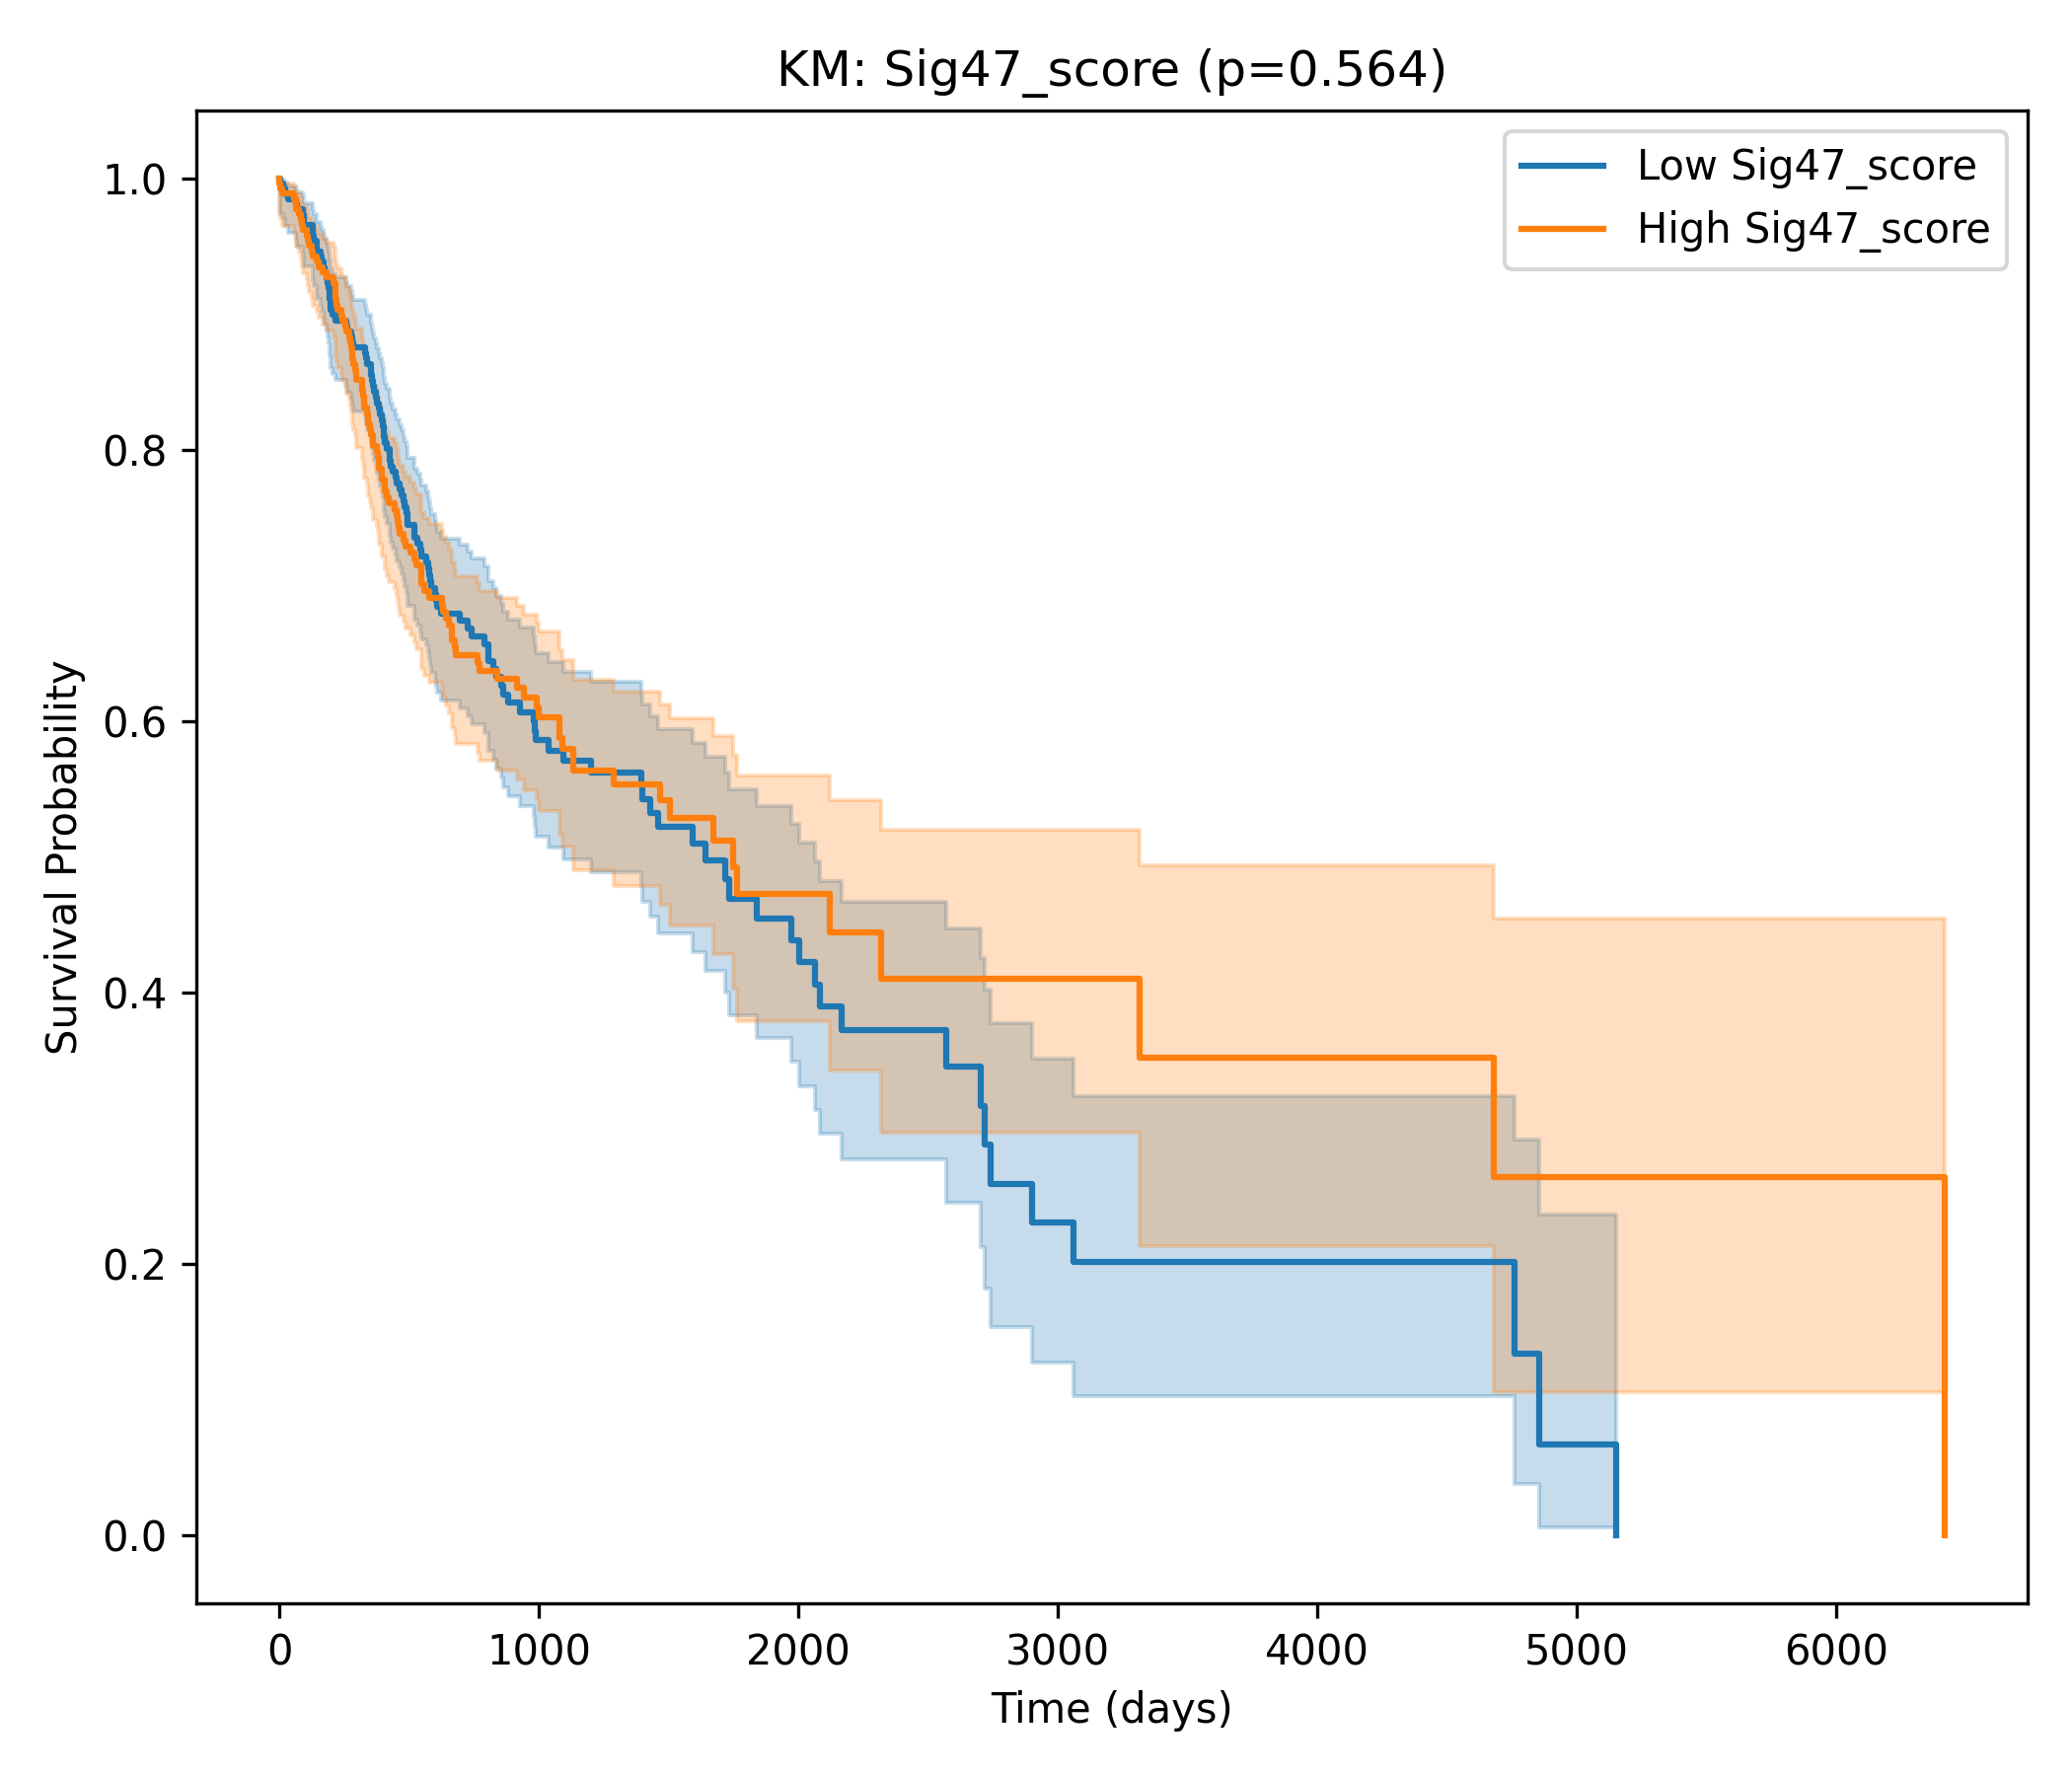 KM: Sig47_score (p=0.564)
Low Sig47_score
High Sig47_score
Survival Probability
1.0
0.8
0.6
0.4
0.2
0.0
0 1000 2000 3000 4000 5000 6000
Time (days)